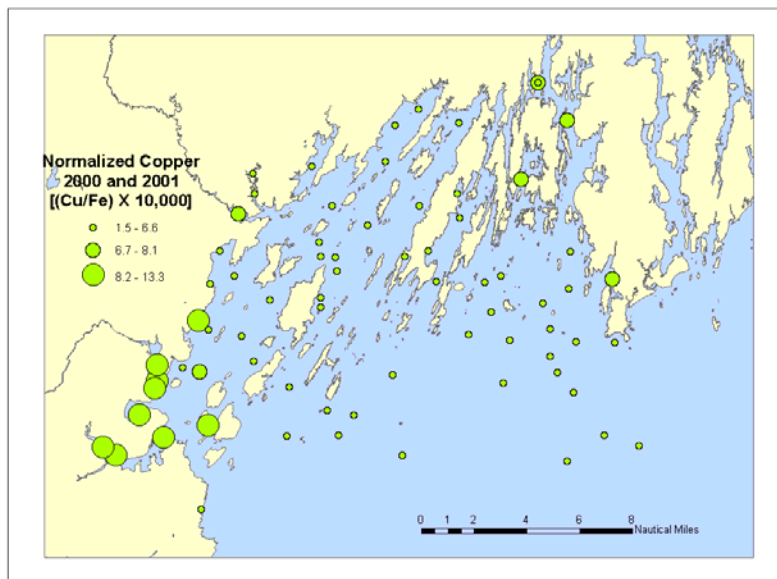 Normalized Copper
2000 and 2001
[(Cu/Fe) X 10,000]
1.5 - 6.6
6.7 - 8.1
8.2 - 13.3
0 1 2 4 6 8
Nautical Miles